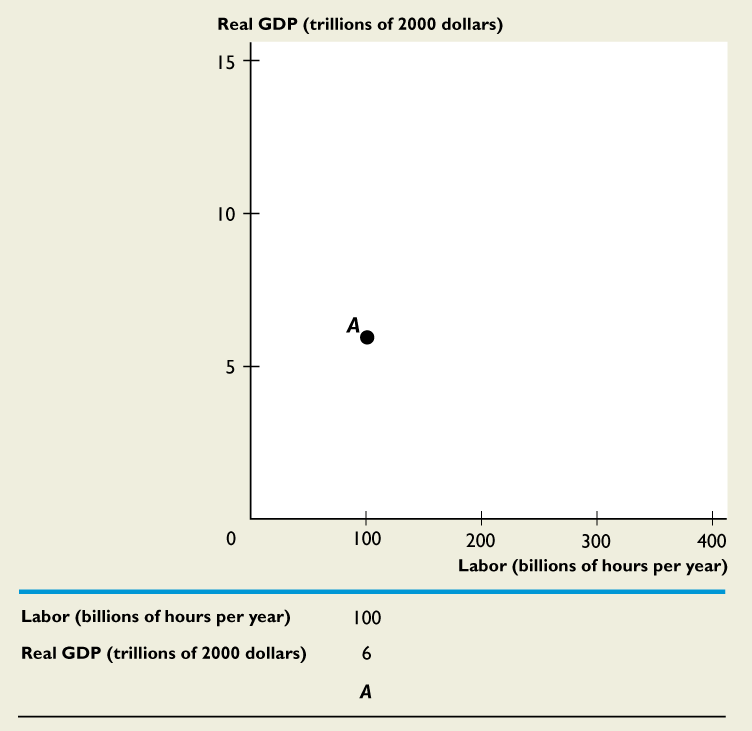 Real GDP (trillions of 2000 dollars)
15
10
A
5
0 100 200 300 400
Labor (billions of hours per year)
Labor (billions of hours per year) 100
Real GDP (trillions of 2000 dollars) 6
A